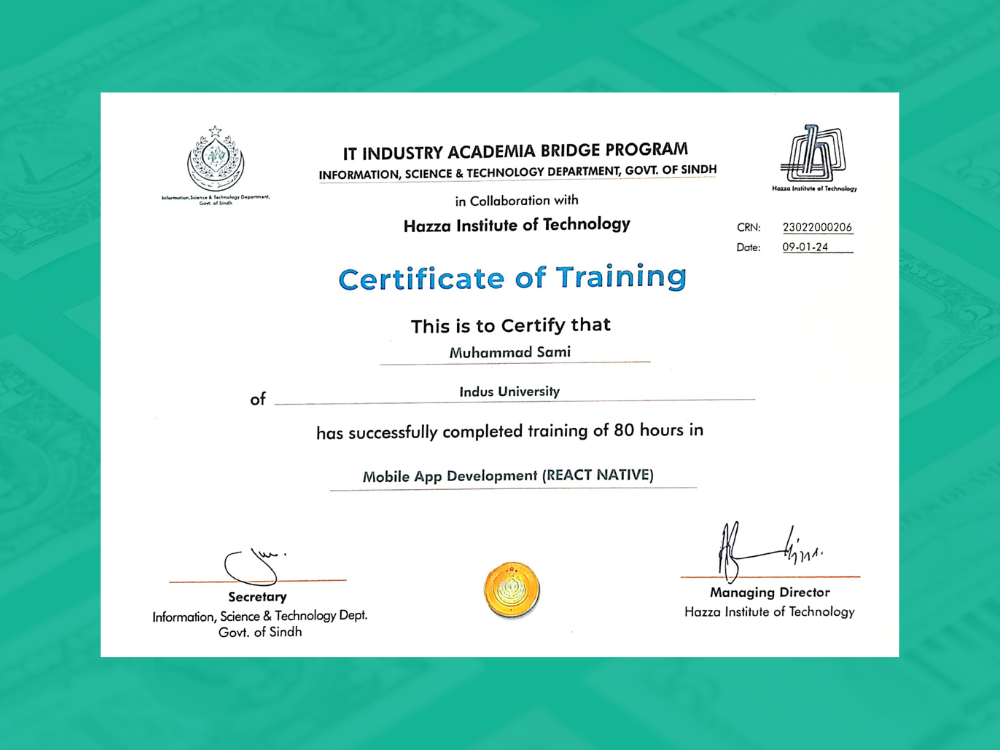 IT INDUSTRY ACADEMIA BRIDGE PROGRAM
INFORMATION, SCIENCE & TECHNOLOGY DEPARTMENT, GOVT. OF SINDH
Information, Science & Technology Department,
Govt. of Sindh
Hazza Institute of Technology
in Collaboration with
Hazza Institute of Technology
CRN: 23022000206
Date: 09-01-24
Certificate of Training
This is to Certify that
Muhammad Sami
of Indus University
has successfully completed training of 80 hours in
Mobile App Development (REACT NATIVE)
Secretary
Information, Science & Technology Dept.
Govt. of Sindh
Managing Director
Hazza Institute of Technology